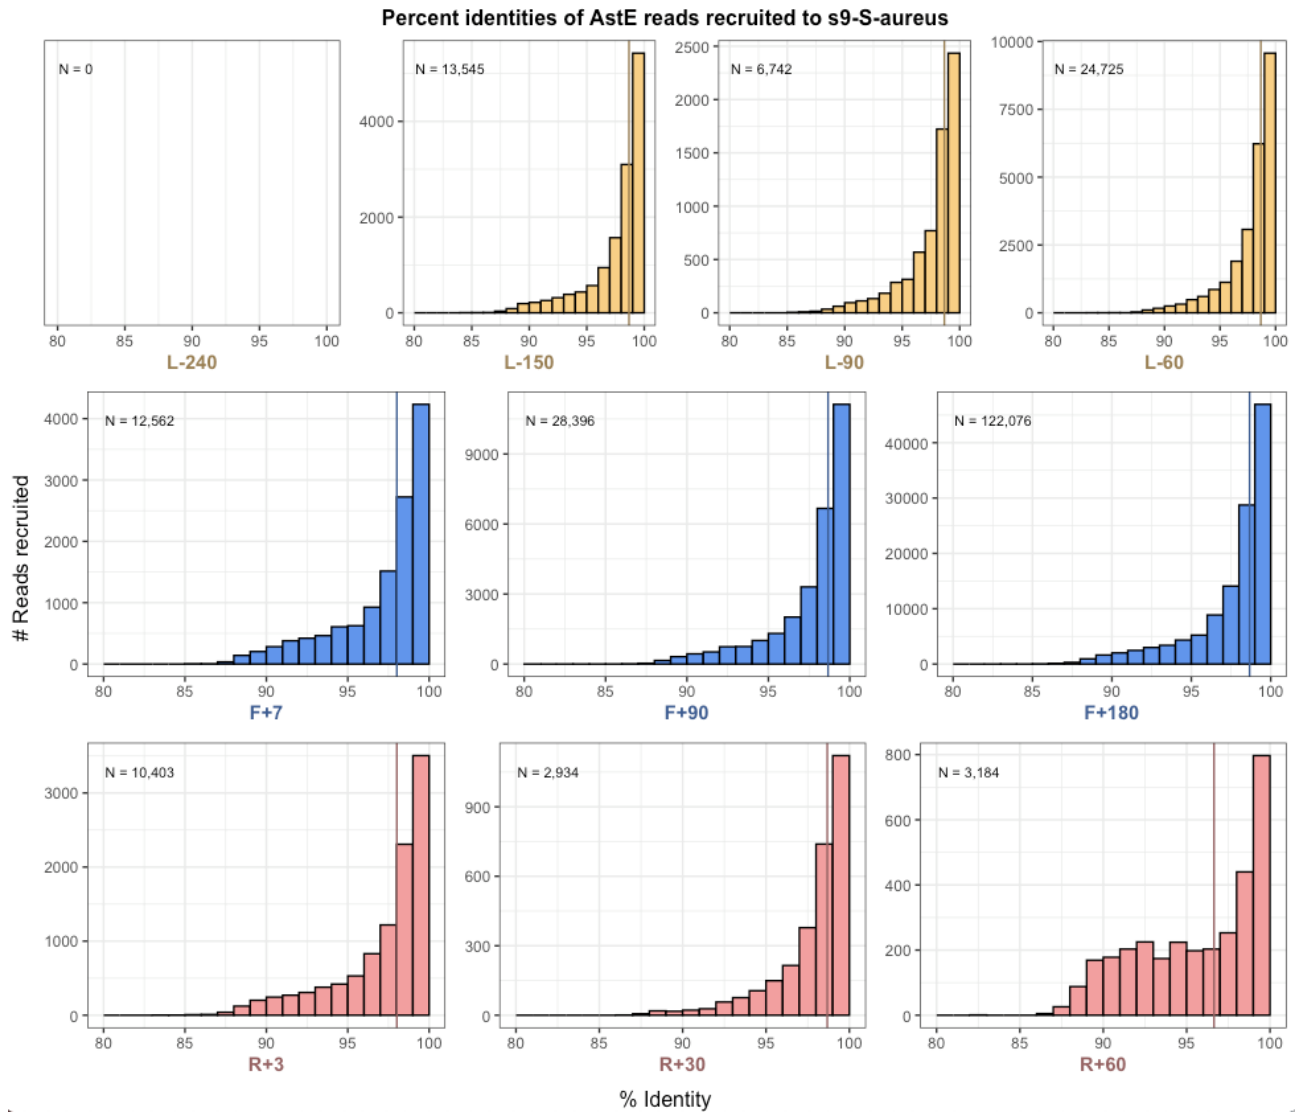 Percent identities of AstE reads recruited to s9-S-aureus
N = 0
80 85 90 95 100
L-240
N = 13,545
4000
2000
0
80 85 90 95 100
L-150
N = 6,742
2500
2000
1500
1000
500
0
80 85 90 95 100
L-90
N = 24,725
10000
7500
5000
2500
0
80 85 90 95 100
L-60
# Reads recruited
N = 12,562
4000
3000
2000
1000
0
80 85 90 95 100
F+7
N = 28,396
9000
6000
3000
0
80 85 90 95 100
F+90
N = 122,076
40000
30000
20000
10000
0
80 85 90 95 100
F+180
N = 10,403
3000
2000
1000
0
80 85 90 95 100
R+3
N = 2,934
900
600
300
0
80 85 90 95 100
R+30
N = 3,184
800
600
400
200
0
80 85 90 95 100
R+60
% Identity